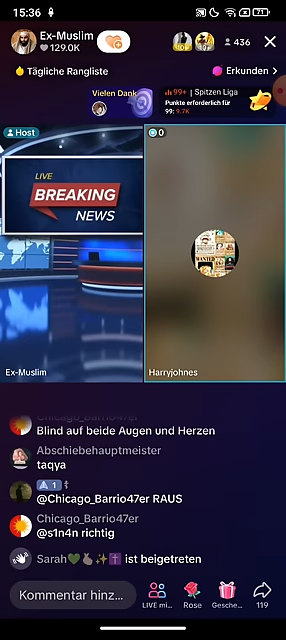 15:36
71
Ex-Muslim
129.0K
436
Tägliche Rangliste
Erkunden
Vielen Dank
99+ | Spitzen Liga
Punkte erforderlich für
99: 9.7K
Host
0
LIVE
BREAKING
NEWS
WANTED
Ex-Muslim
Harryjohnes
Chicago_Barrio47er
Blind auf beide Augen und Herzen
Abschiebehauptmeister
taqya
1
@Chicago_Barrio47er RAUS
Chicago_Barrio47er
@s1n4n richtig
Sarah💚🫰🏼✨✝️ ist beigetreten
Kommentar hinz...
LIVE mi...
Rose
Gesche...
119